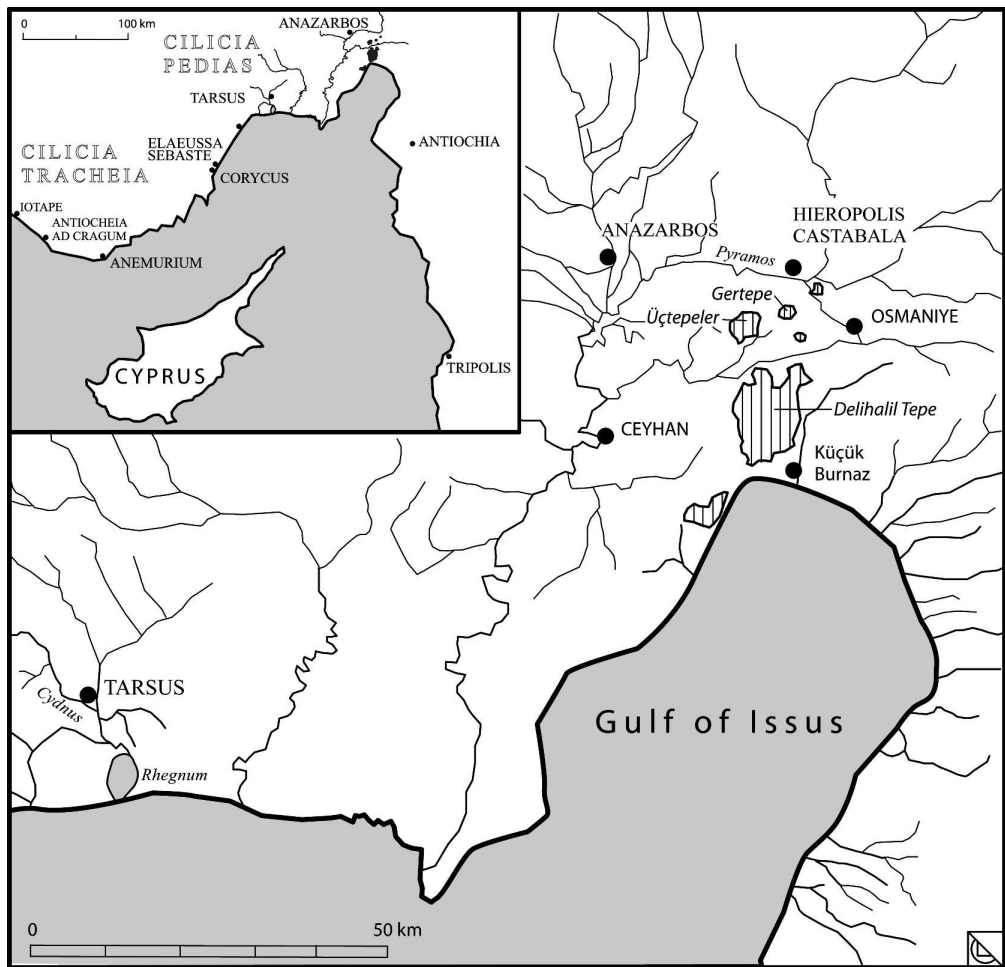 0 100 km
ANAZARBOS
CILICIA
PEDIAS
TARSUS
ELAEUSSA
SEBASTE
ANTIOCHIA
CILICIA
TRACHEIA
CORYCUS
IOTAPE
ANTIOCHEIA
AD CRAGUM
ANEMURIUM
CYPRUS
TRIPOLIS
ANAZARBOS
HIEROPOLIS
CASTABALA
Pyramos
Gertepe
Üçtepeler
OSMANIYE
Delihalil Tepe
CEYHAN
Küçük
Burnaz
TARSUS
Cydnus
Gulf of Issus
Rhegnum
0 50 km